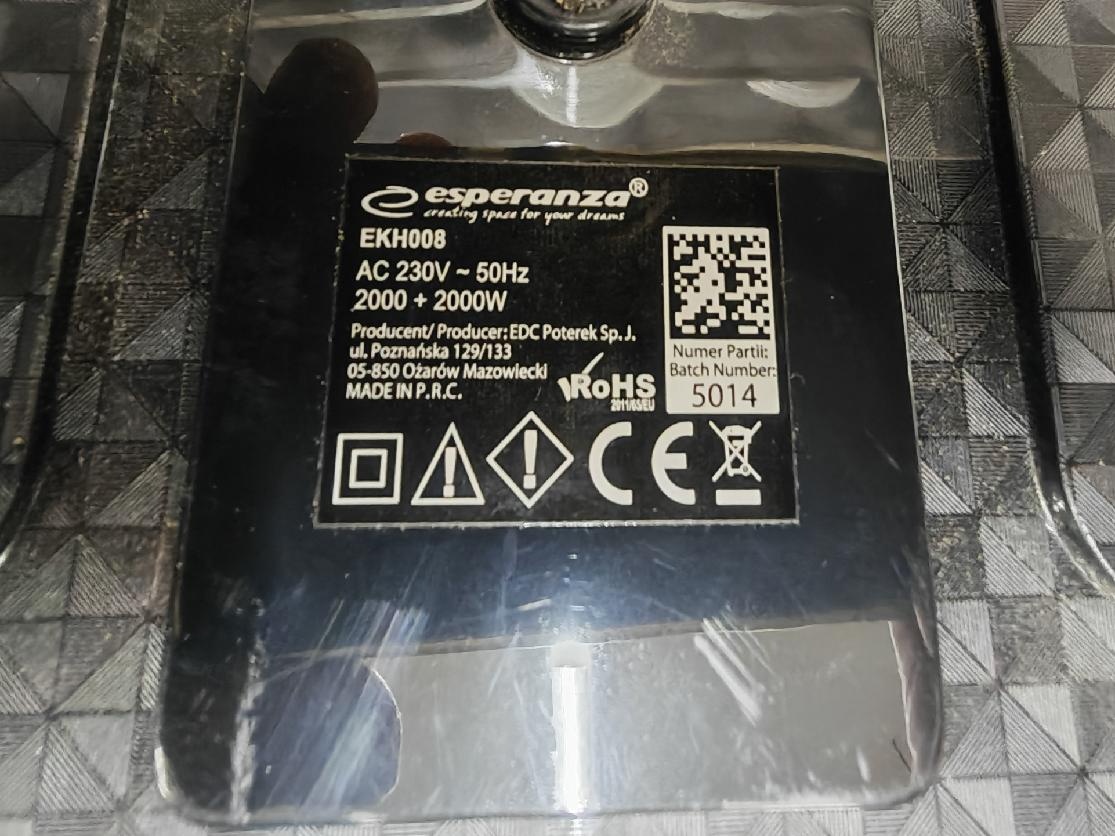 esperanza®
creating space for your dreams
EKH008
AC 230V ~ 50Hz
2000 + 2000W
Producent/ Producer: EDC Poterek Sp. J.
ul. Poznańska 129/133
05-850 Ożarów Mazowiecki
MADE IN P.R.C.
RoHS
2011/65/EU
Numer Partii:
Batch Number:
5014
CE